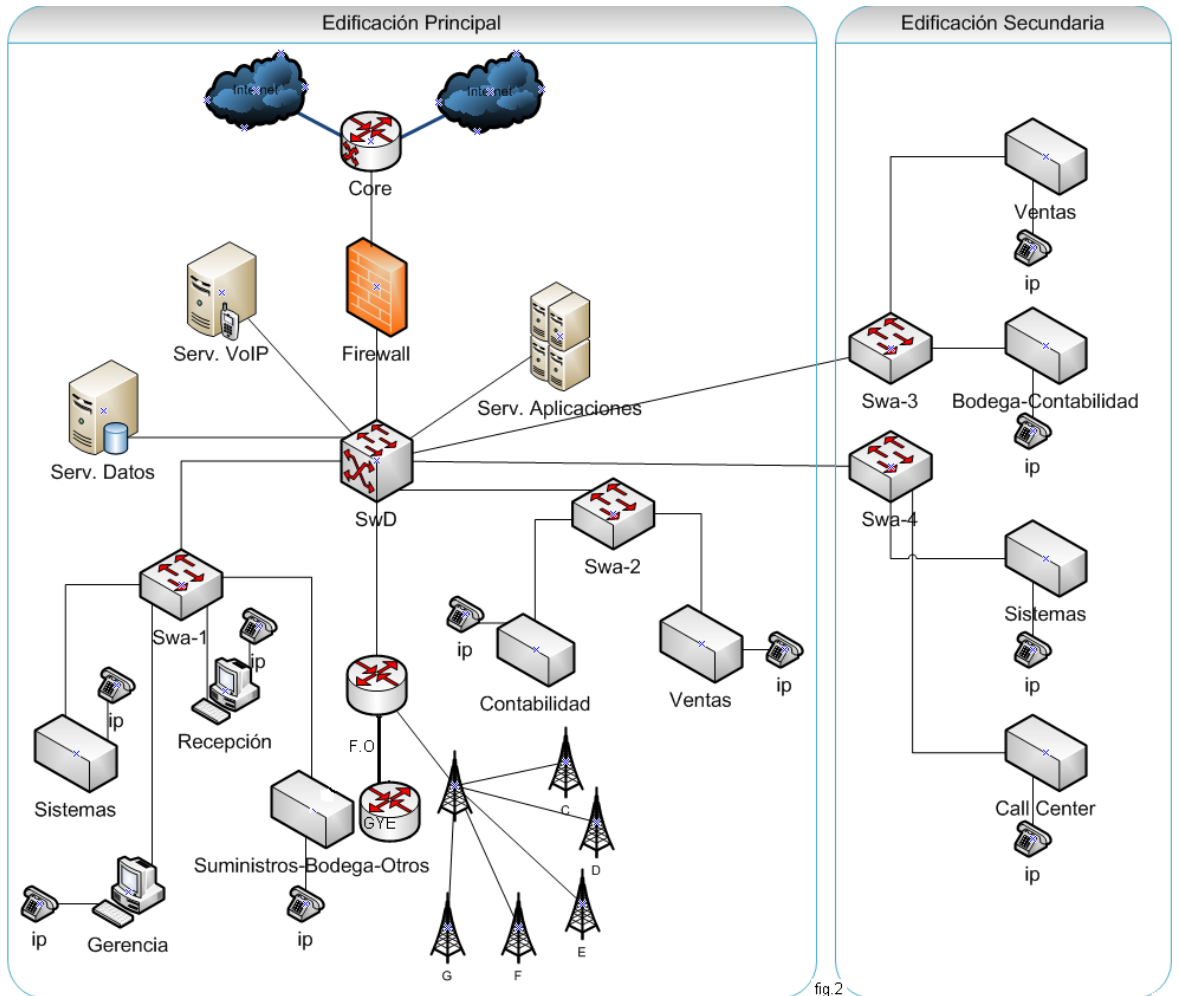 Edificación Principal
Edificación Secundaria
Internet
Internet
Core
Ventas
ip
Serv. VoIP
Firewall
Serv. Aplicaciones
Swa-3
Bodega-Contabilidad
ip
Serv. Datos
SwD
Swa-4
Swa-2
Sistemas
ip
Swa-1
ip
ip
Contabilidad
Ventas
ip
ip
Recepción
F.O
Sistemas
C
Call Center
GYE
Suministros-Bodega-Otros
D
ip
ip
Gerencia
ip
E
G
F
fig.2